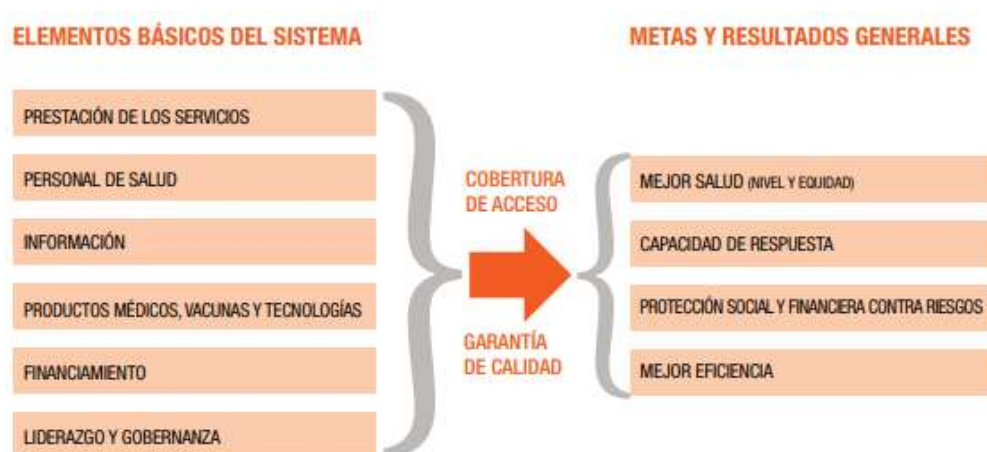 ELEMENTOS BÁSICOS DEL SISTEMA
PRESTACIÓN DE LOS SERVICIOS
PERSONAL DE SALUD
INFORMACIÓN
PRODUCTOS MÉDICOS, VACUNAS Y TECNOLOGÍAS
FINANCIAMIENTO
LIDERAZGO Y GOBERNANZA
COBERTURA
DE ACCESO
GARANTÍA
DE CALIDAD
METAS Y RESULTADOS GENERALES
MEJOR SALUD (NIVEL Y EQUIDAD)
CAPACIDAD DE RESPUESTA
PROTECCIÓN SOCIAL Y FINANCIERA CONTRA RIESGOS
MEJOR EFICIENCIA